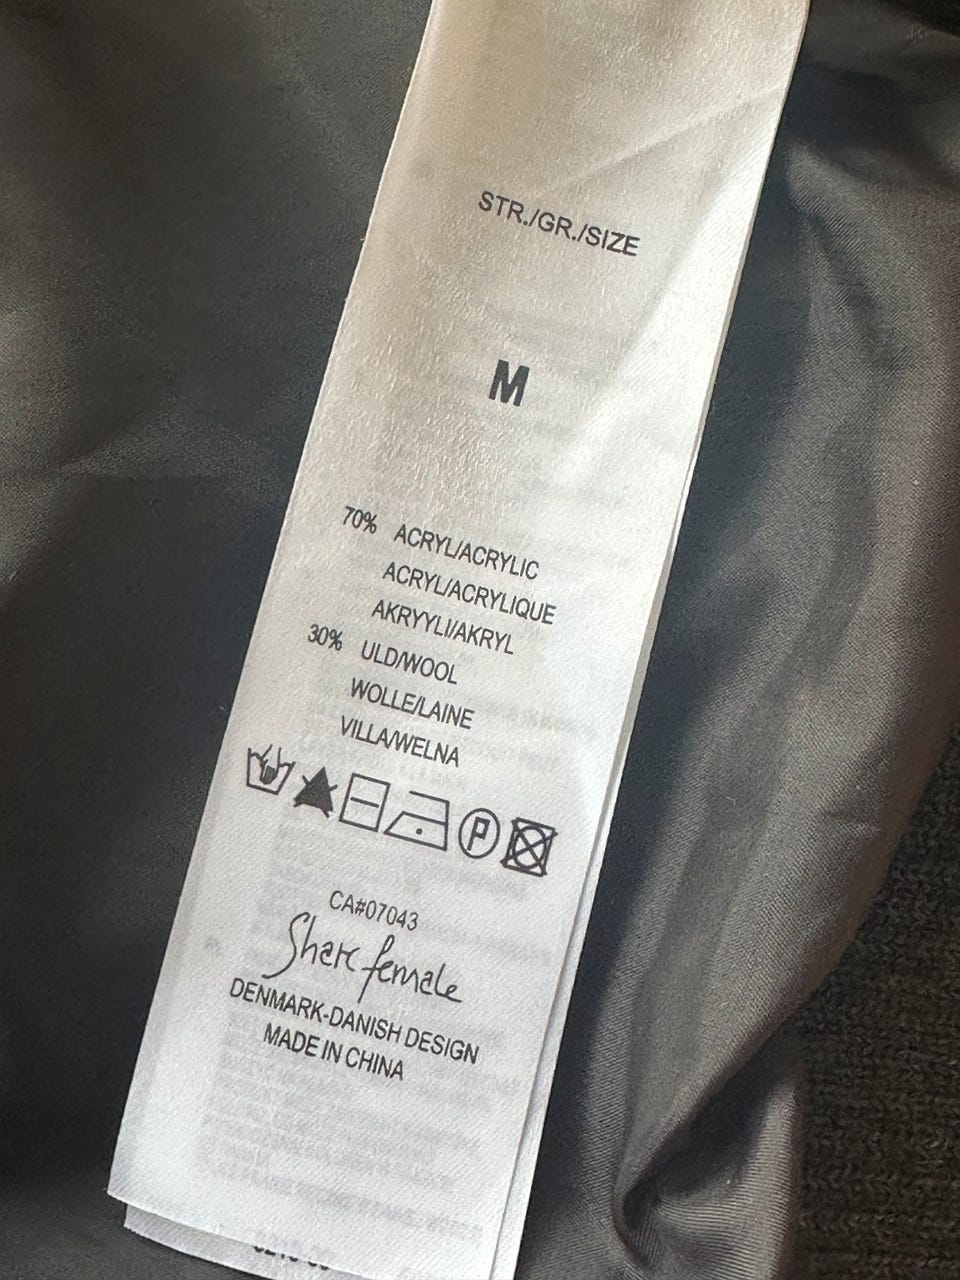 STR./GR./SIZE
M
70% ACRYL/ACRYLIC
ACRYL/ACRYLIQUE
AKRYYLI/AKRYL
30% ULD/WOOL
WOLLE/LAINE
VILLA/WELNA
P
CA#07043
Share female
DENMARK-DANISH DESIGN
MADE IN CHINA